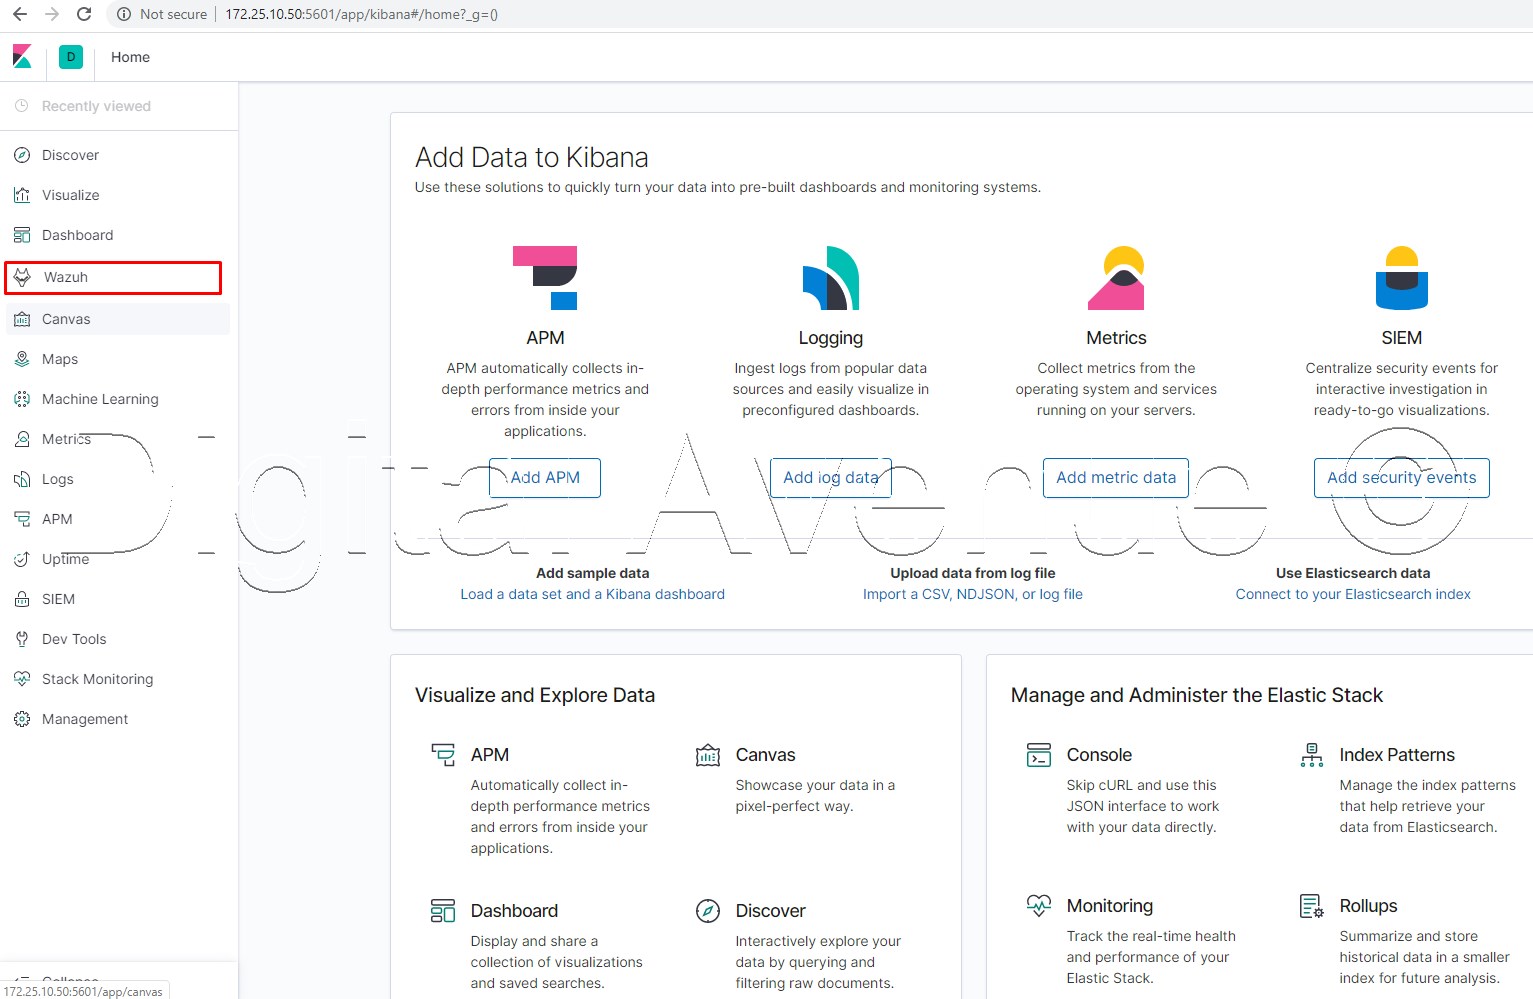 Not secure | 172.25.10.50:5601/app/kibana#/home?_g=()
D Home
Recently viewed
Discover
Visualize
Dashboard
Wazuh
Canvas
Maps
Machine Learning
Metrics
Logs
APM
Uptime
SIEM
Dev Tools
Stack Monitoring
Management
Collapse
172.25.10.50:5601/app/canvas
Add Data to Kibana
Use these solutions to quickly turn your data into pre-built dashboards and monitoring systems.
APM
APM automatically collects in-
depth performance metrics and
errors from inside your
applications.
Add APM
Logging
Ingest logs from popular data
sources and easily visualize in
preconfigured dashboards.
Add log data
Metrics
Collect metrics from the
operating system and services
running on your servers.
Add metric data
SIEM
Centralize security events for
interactive investigation in
ready-to-go visualizations.
Add security events
Digital Avenue ©
Add sample data
Load a data set and a Kibana dashboard
Upload data from log file
Import a CSV, NDJSON, or log file
Use Elasticsearch data
Connect to your Elasticsearch index
Visualize and Explore Data
APM
Automatically collect in-
depth performance metrics
and errors from inside your
applications.
Canvas
Showcase your data in a
pixel-perfect way.
Dashboard
Display and share a
collection of visualizations
and saved searches.
Discover
Interactively explore your
data by querying and
filtering raw documents.
Manage and Administer the Elastic Stack
Console
Skip cURL and use this
JSON interface to work
with your data directly.
Index Patterns
Manage the index patterns
that help retrieve your
data from Elasticsearch.
Monitoring
Track the real-time health
and performance of your
Elastic Stack.
Rollups
Summarize and store
historical data in a smaller
index for future analysis.